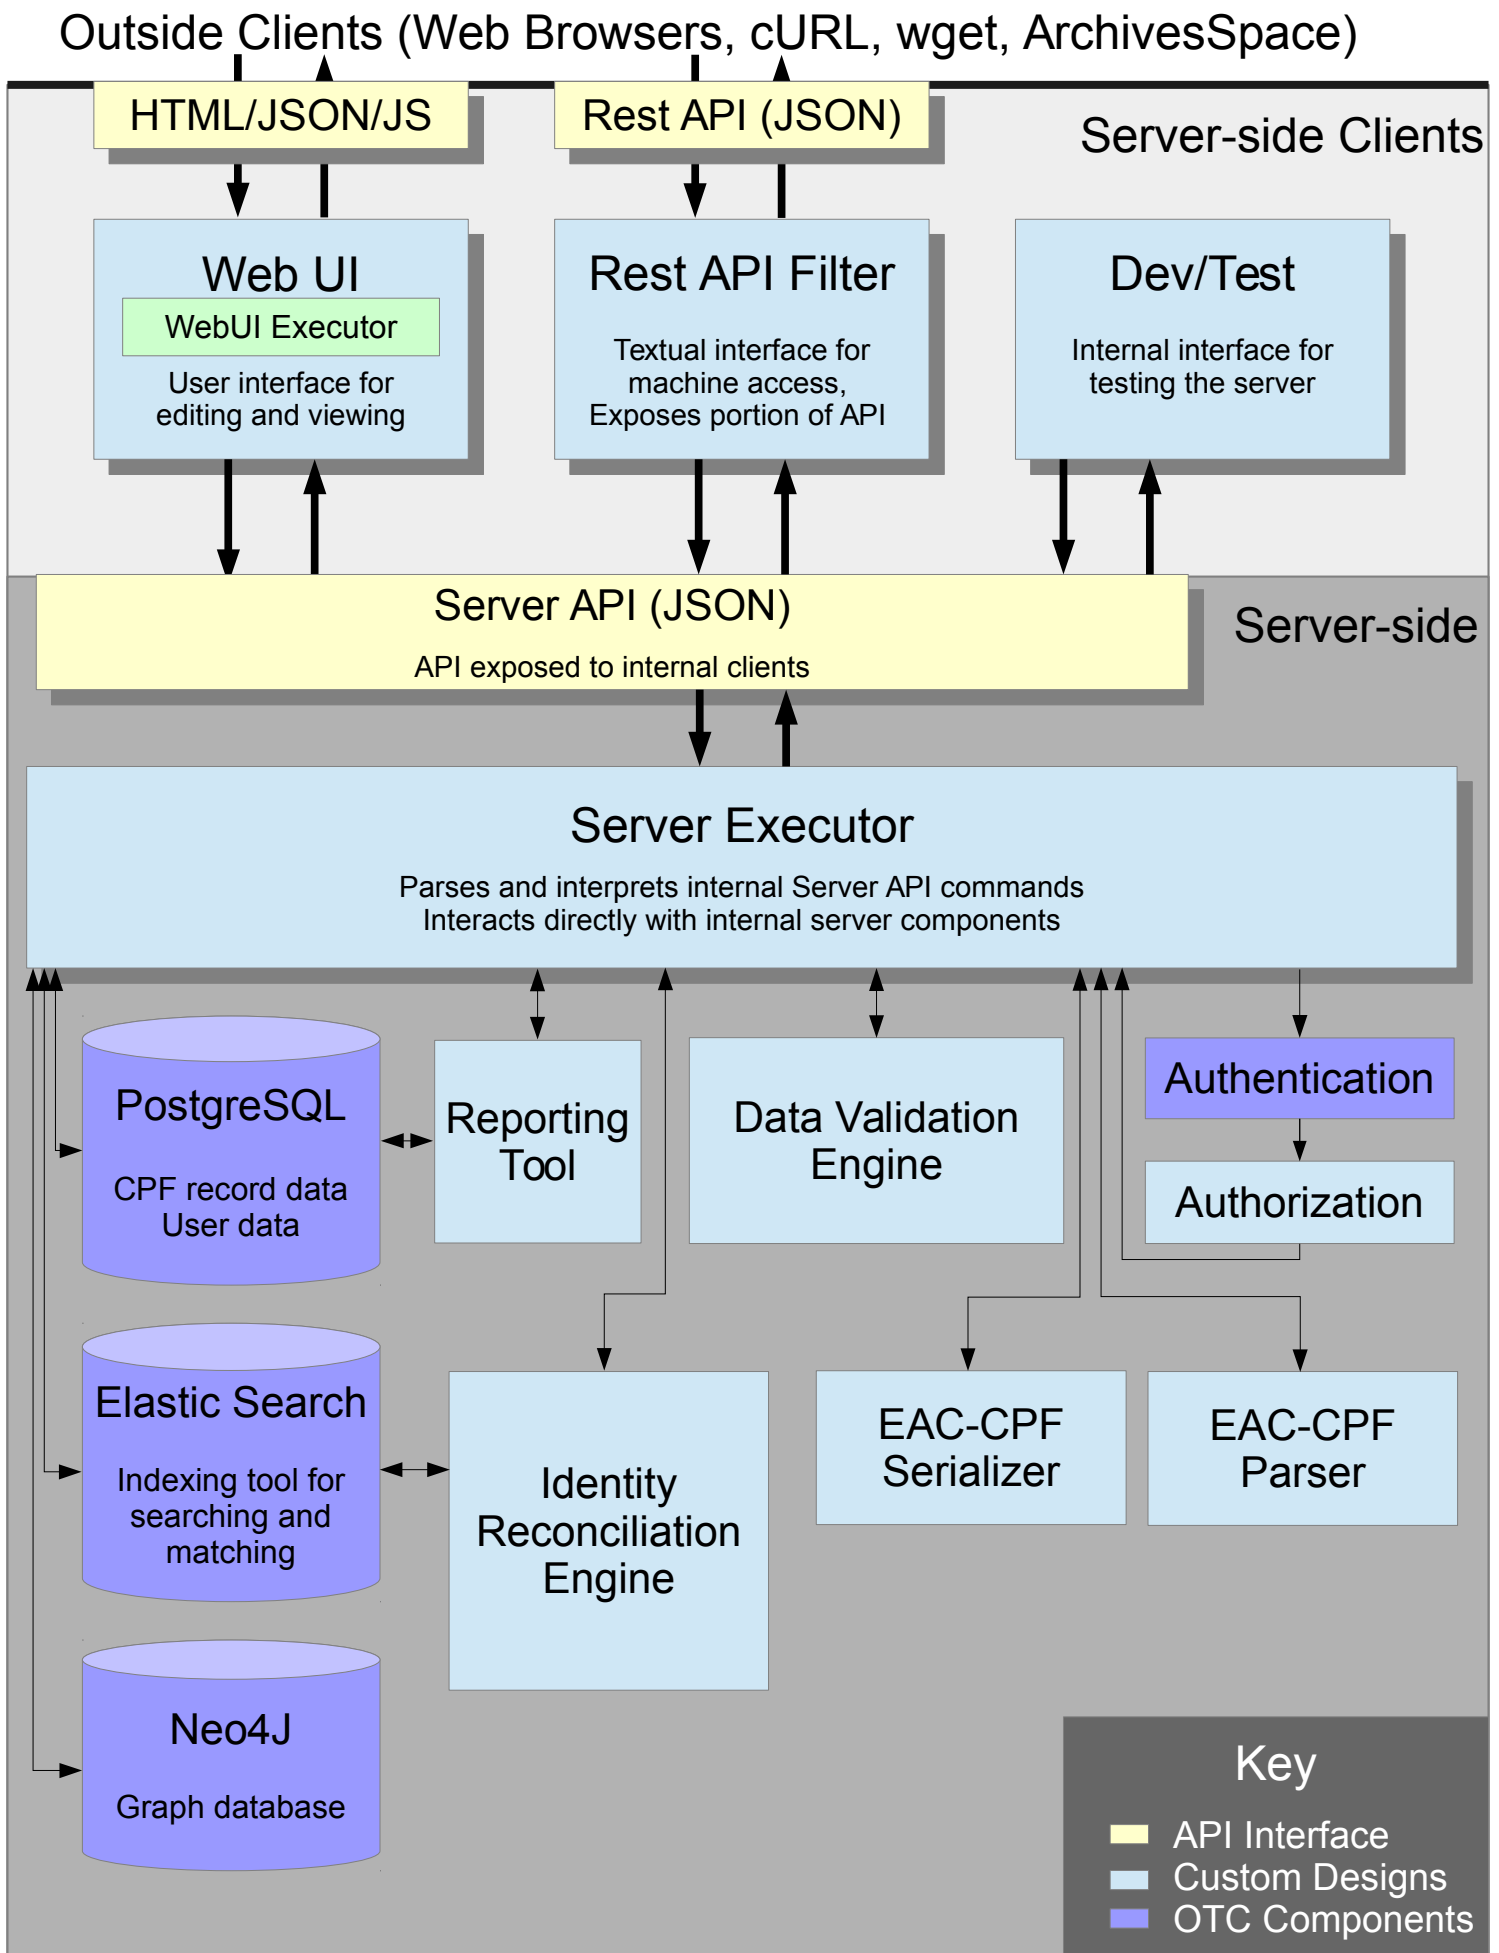 Outside Clients (Web Browsers, cURL, wget, ArchivesSpace)
HTML/JSON/JS
Rest API (JSON)
Server-side Clients
Web UI
WebUI Executor
User interface for
editing and viewing
Rest API Filter
Textual interface for
machine access,
Exposes portion of API
Dev/Test
Internal interface for
testing the server
Server API (JSON)
API exposed to internal clients
Server-side
Server Executor
Parses and interprets internal Server API commands
Interacts directly with internal server components
PostgreSQL
CPF record data
User data
Reporting
Tool
Data Validation
Engine
Authentication
Authorization
Elastic Search
Indexing tool for
searching and
matching
Identity
Reconciliation
Engine
EAC-CPF
Serializer
EAC-CPF
Parser
Neo4J
Graph database
Key
API Interface
Custom Designs
OTC Components